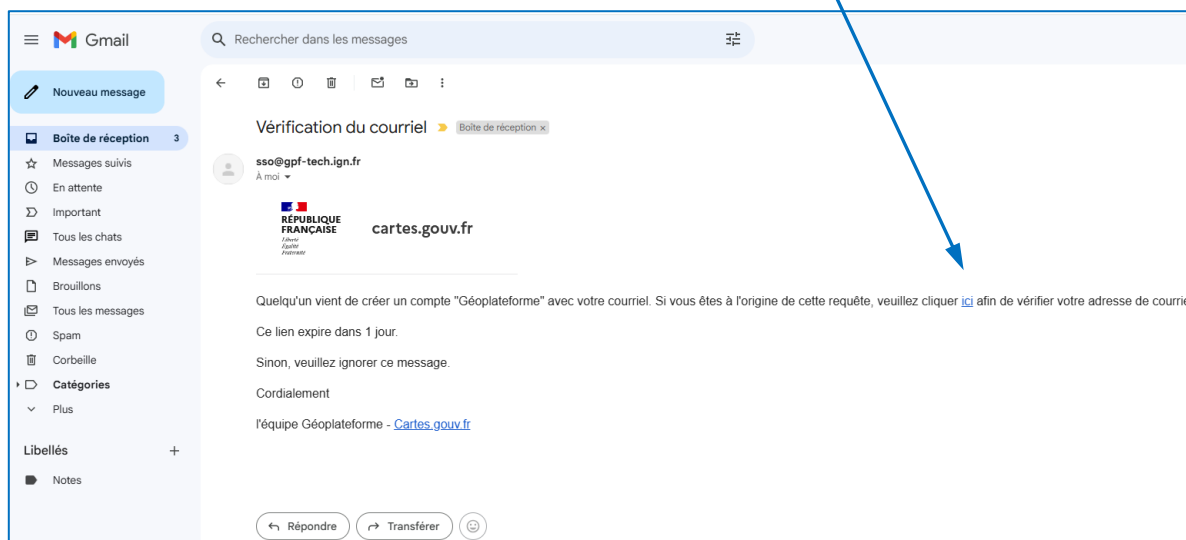 Gmail
Rechercher dans les messages
Nouveau message
Boîte de réception 3
Messages suivis
En attente
Important
Tous les chats
Messages envoyés
Brouillons
Tous les messages
Spam
Corbeille
Catégories
Plus
Libellés +
Notes
Vérification du courriel Boîte de réception ×
sso@gpf-tech.ign.fr
À moi
RÉPUBLIQUE
FRANÇAISE
Liberté
Égalité
Fraternité
cartes.gouv.fr
Quelqu'un vient de créer un compte "Géoplateforme" avec votre courriel. Si vous êtes à l'origine de cette requête, veuillez cliquer ici afin de vérifier votre adresse de courrie
Ce lien expire dans 1 jour.
Sinon, veuillez ignorer ce message.
Cordialement
l'équipe Géoplateforme - Cartes.gouv.fr
Répondre
Transférer